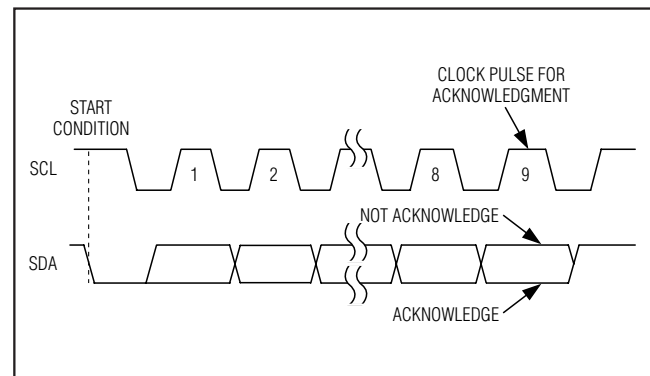 CLOCK PULSE FOR
ACKNOWLEDGMENT
START
CONDITION
SCL
1 2 8 9
NOT ACKNOWLEDGE
SDA
ACKNOWLEDGE